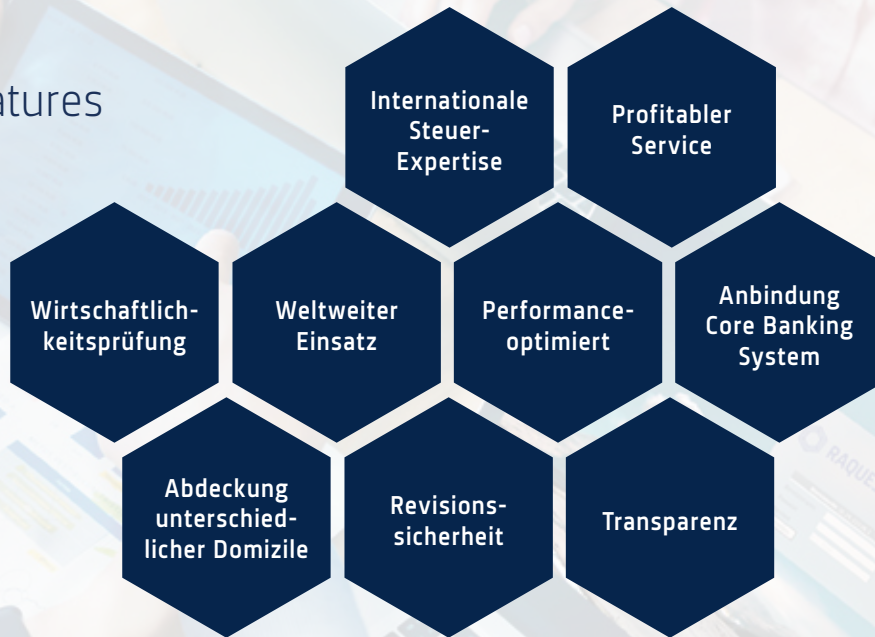 atures
Internationale
Steuer-
Expertise
Profitabler
Service
Wirtschaftlich-
keitsprüfung
Weltweiter
Einsatz
Performance-
optimiert
Anbindung
Core Banking
System
Abdeckung
unterschied-
licher Domizile
Revisions-
sicherheit
Transparenz
RAQUES